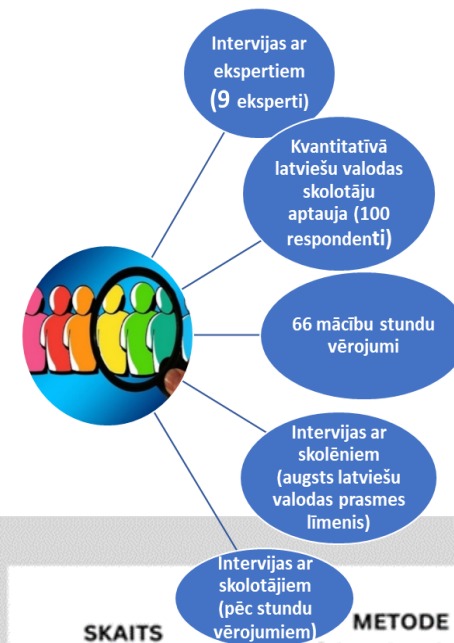 Intervijas ar
ekspertiem
(9 eksperti)
Kvantitatīvā
latviešu valodas
skolotāju
aptauja (100
respondenti)
66 mācību stundu
vērojumi
Intervijas ar
skolēniem
(augsts latviešu
valodas prasmes
līmenis)
Intervijas ar
skolotājiem
(pēc stundu
vērojumiem)
SKAITS
METODE